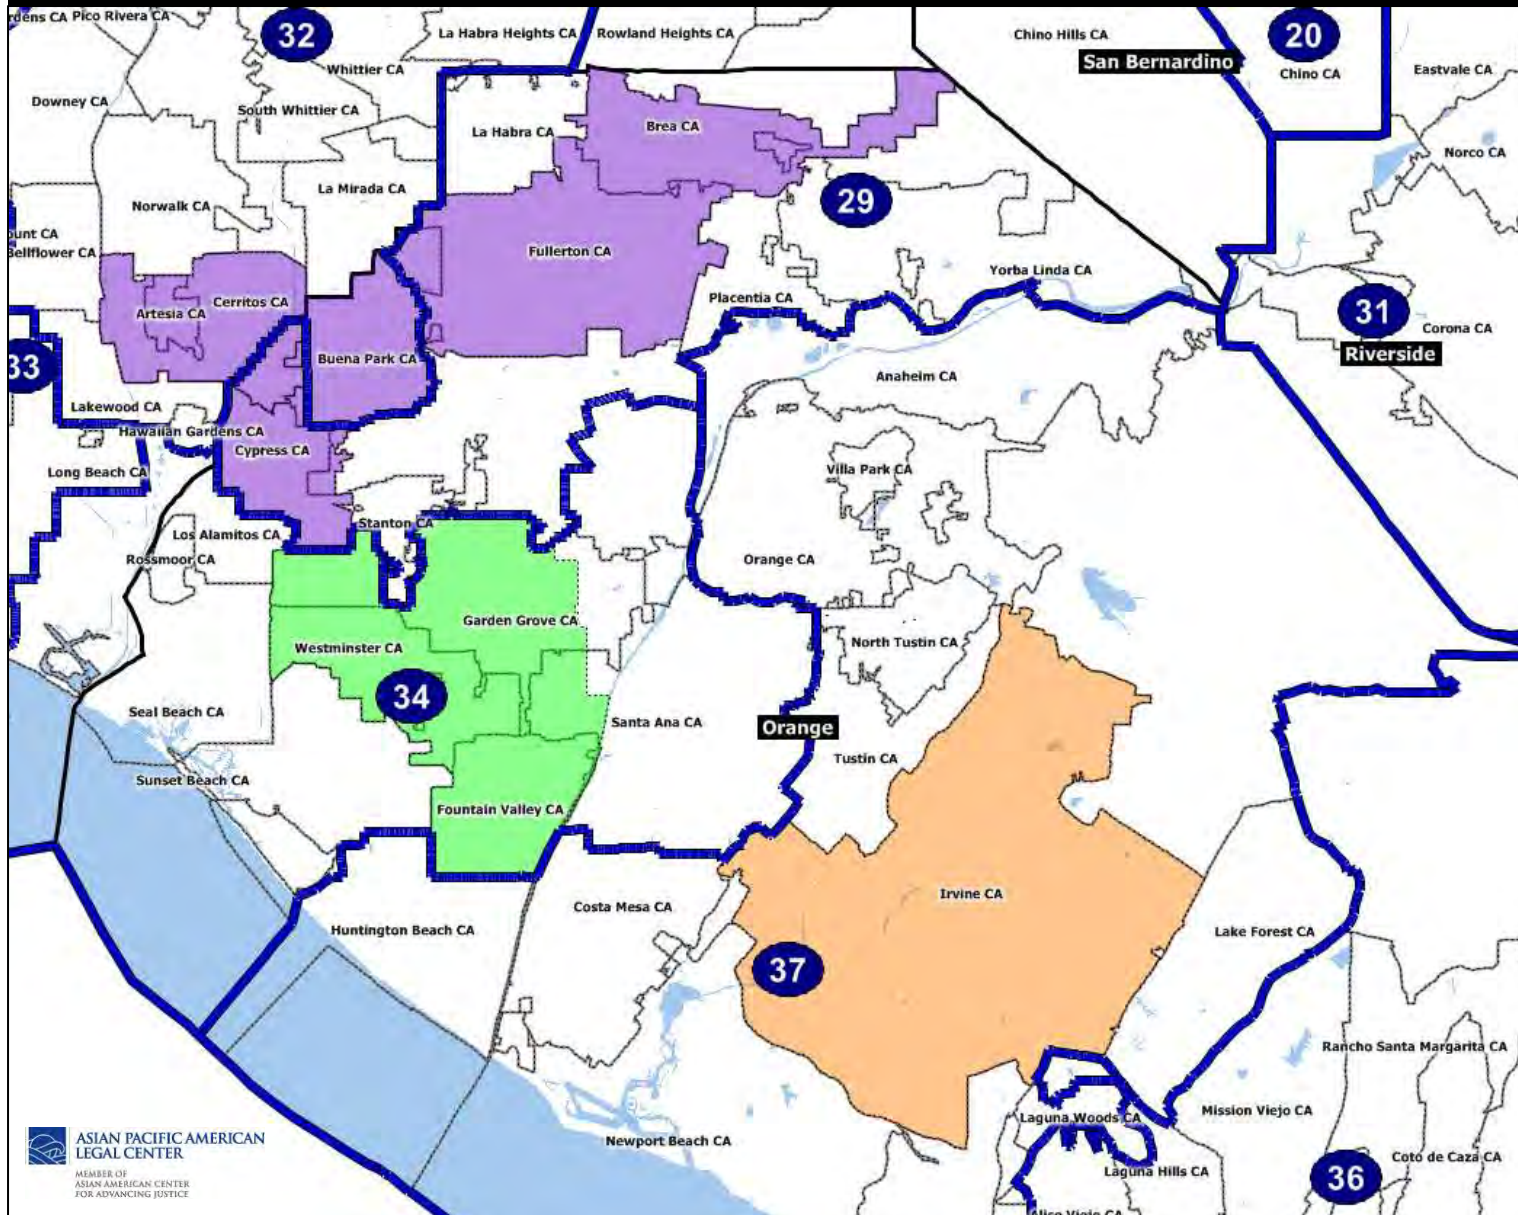 rdens CA
Pico Rivera CA
32
La Habra Heights CA
Rowland Heights CA
Chino Hills CA
20
San Bernardino
Chino CA
Eastvale CA
Whittier CA
Downey CA
South Whittier CA
La Habra CA
Brea CA
Norco CA
La Mirada CA
Norwalk CA
29
ount CA
Bellflower CA
Fullerton CA
Yorba Linda CA
Placentia CA
Cerritos CA
Artesia CA
31
Corona CA
Riverside
33
Buena Park CA
Anaheim CA
Lakewood CA
Hawaiian Gardens CA
Cypress CA
Long Beach CA
Villa Park CA
Stanton CA
Los Alamitos CA
Rossmoor CA
Orange CA
Garden Grove CA
Westminster CA
North Tustin CA
34
Seal Beach CA
Santa Ana CA
Orange
Tustin CA
Sunset Beach CA
Fountain Valley CA
Irvine CA
Costa Mesa CA
Huntington Beach CA
Lake Forest CA
37
Rancho Santa Margarita CA
Laguna Woods CA
Mission Viejo CA
Newport Beach CA
Laguna Hills CA
Coto de Caza CA
36
Aliso Viejo CA
ASIAN PACIFIC AMERICAN
LEGAL CENTER
MEMBER OF
ASIAN AMERICAN CENTER
FOR ADVANCING JUSTICE